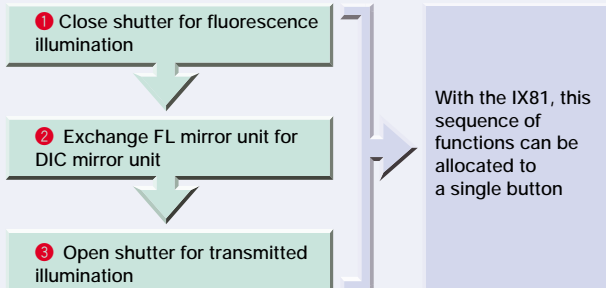 ❶ Close shutter for fluorescence
illumination
❷ Exchange FL mirror unit for
DIC mirror unit
❸ Open shutter for transmitted
illumination
With the IX81, this
sequence of
functions can be
allocated to
a single button